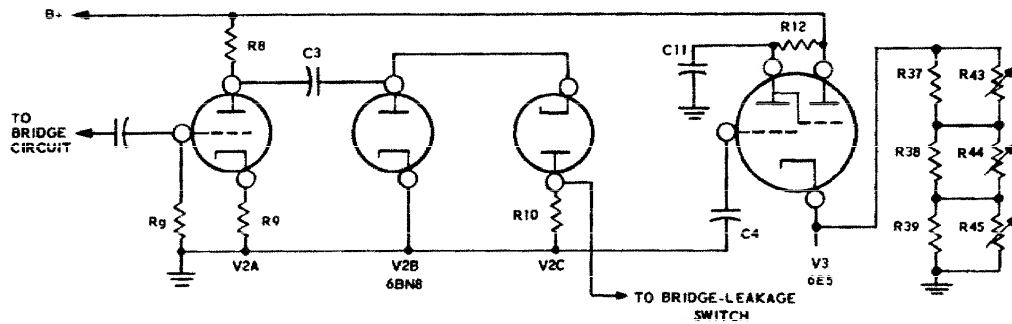 B+
R8
C3
C11
R12
R37
R43
TO
BRIDGE
CIRCUIT
R38
R44
Rg
R9
R10
C4
R39
R45
V2A
V2B
6BN8
V2C
V3
6E5
TO BRIDGE-LEAKAGE
SWITCH